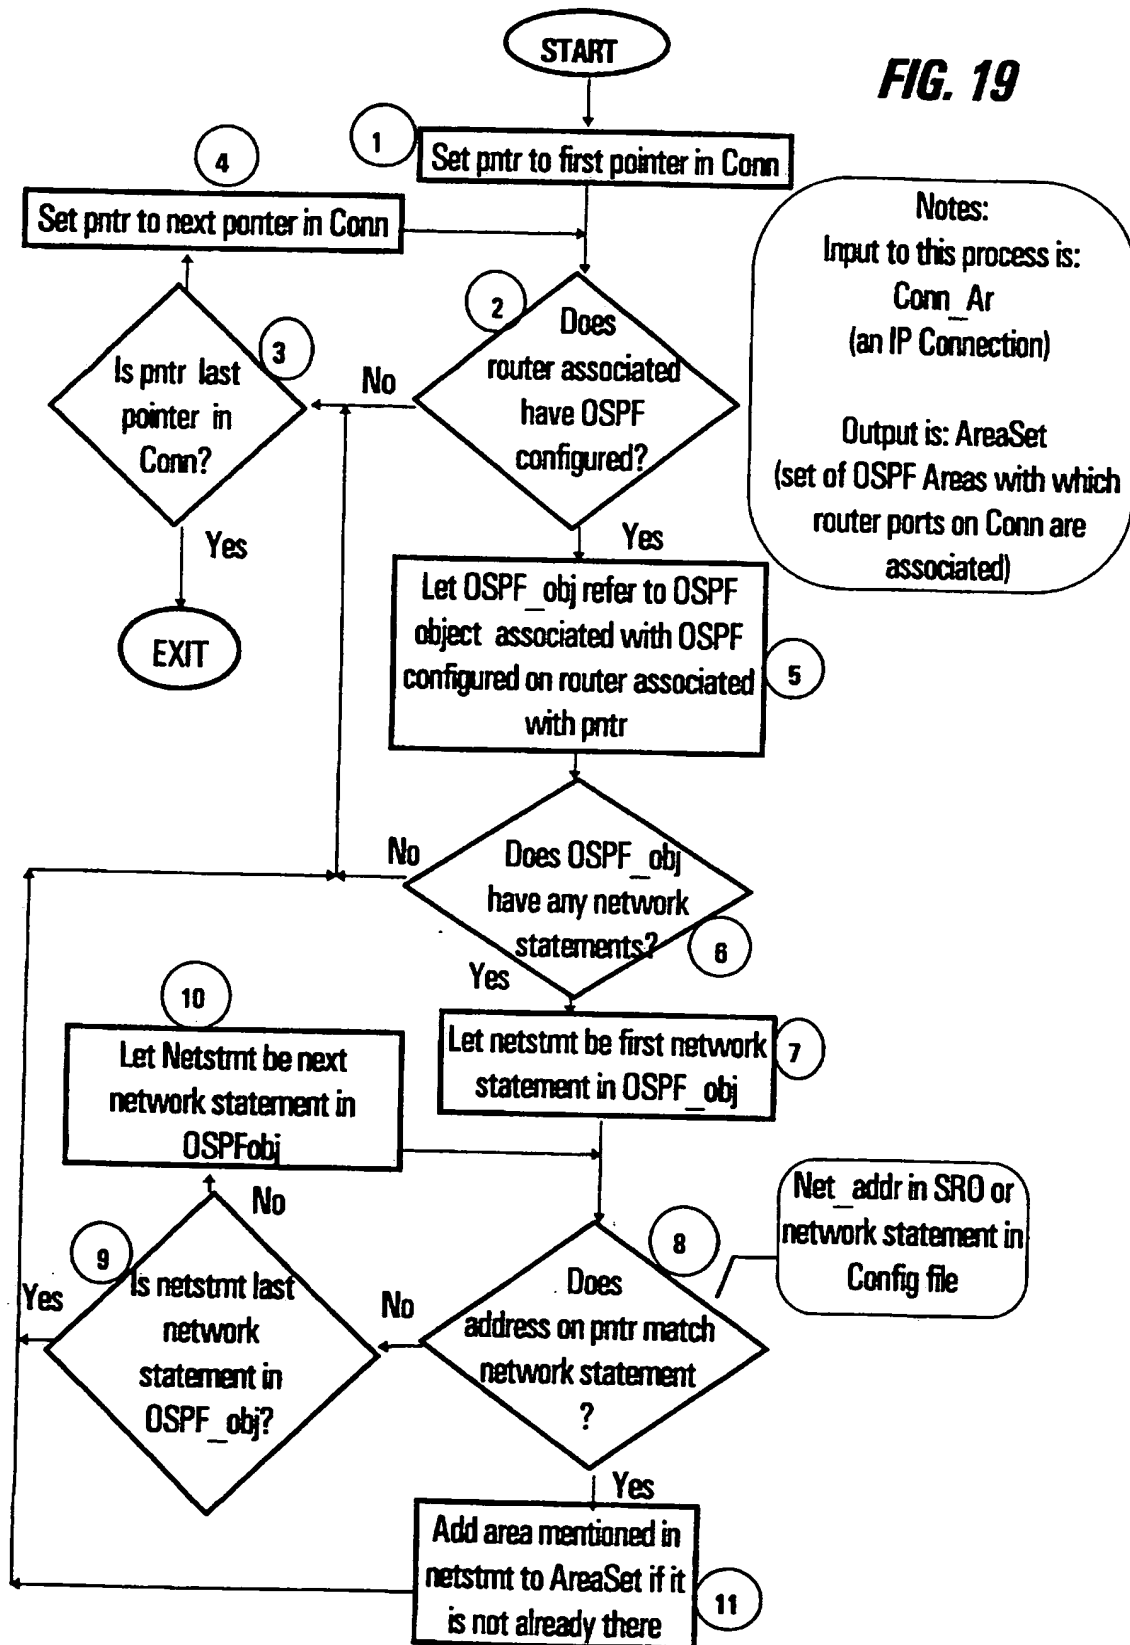 START
FIG. 19
1
Set pntr to first pointer in Conn
4
Set pntr to next ponter in Conn
Notes:
Input to this process is:
Conn_Ar
(an IP Connection)
Output is: AreaSet
(set of OSPF Areas with which
router ports on Conn are
associated)
2
Does
router associated
have OSPF
configured?
No
Yes
3
Is pntr last
pointer in
Conn?
Yes
EXIT
Let OSPF_obj refer to OSPF
object associated with OSPF
configured on router associated
with pntr
5
Does OSPF_obj
have any network
statements?
6
No
Yes
10
Let Netstmt be next
network statement in
OSPFobj
Let netstmt be first network
statement in OSPF_obj
7
Net_addr in SRO or
network statement in
Config file
8
Does
address on pntr match
network statement
?
No
Yes
9
Is netstmt last
network
statement in
OSPF_obj?
No
Yes
Add area mentioned in
netstmt to AreaSet if it
is not already there
11